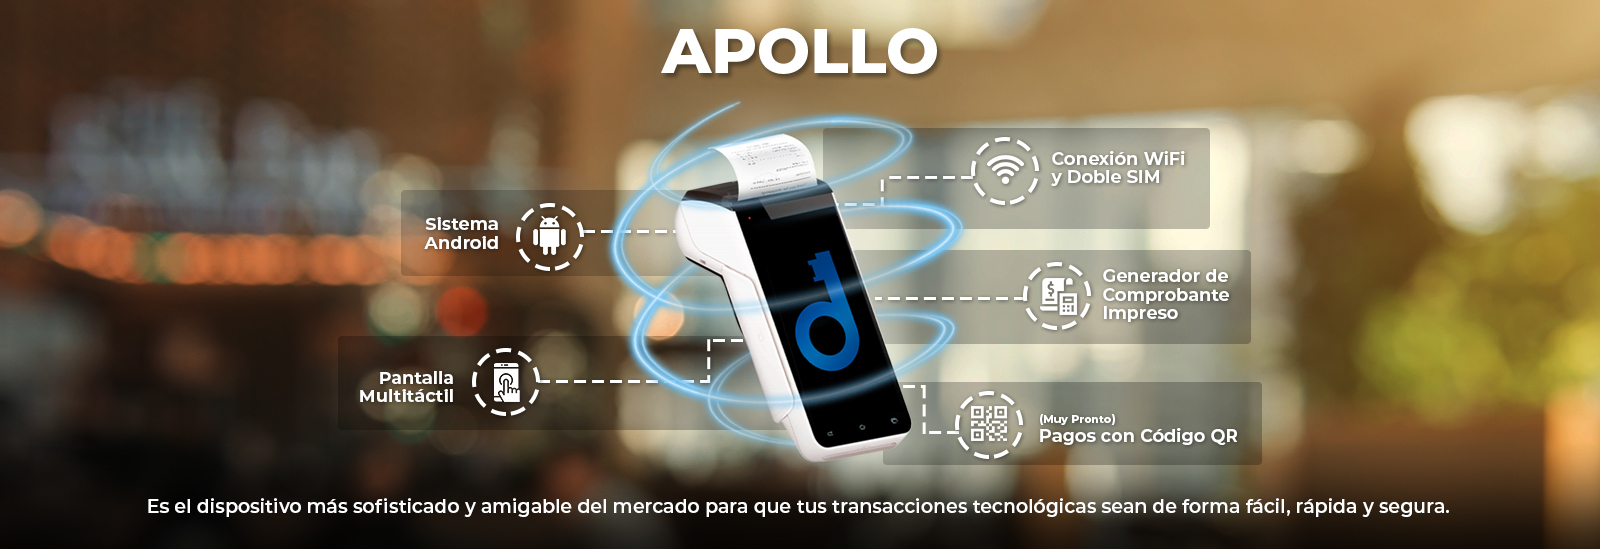 APOLLO
Conexión WiFi
y Doble SIM
Sistema
Android
Generador de
Comprobante
Impreso
Pantalla
Multitáctil
(Muy Pronto)
Pagos con Código QR
Es el dispositivo más sofisticado y amigable del mercado para que tus transacciones tecnológicas sean de forma fácil, rápida y segura.